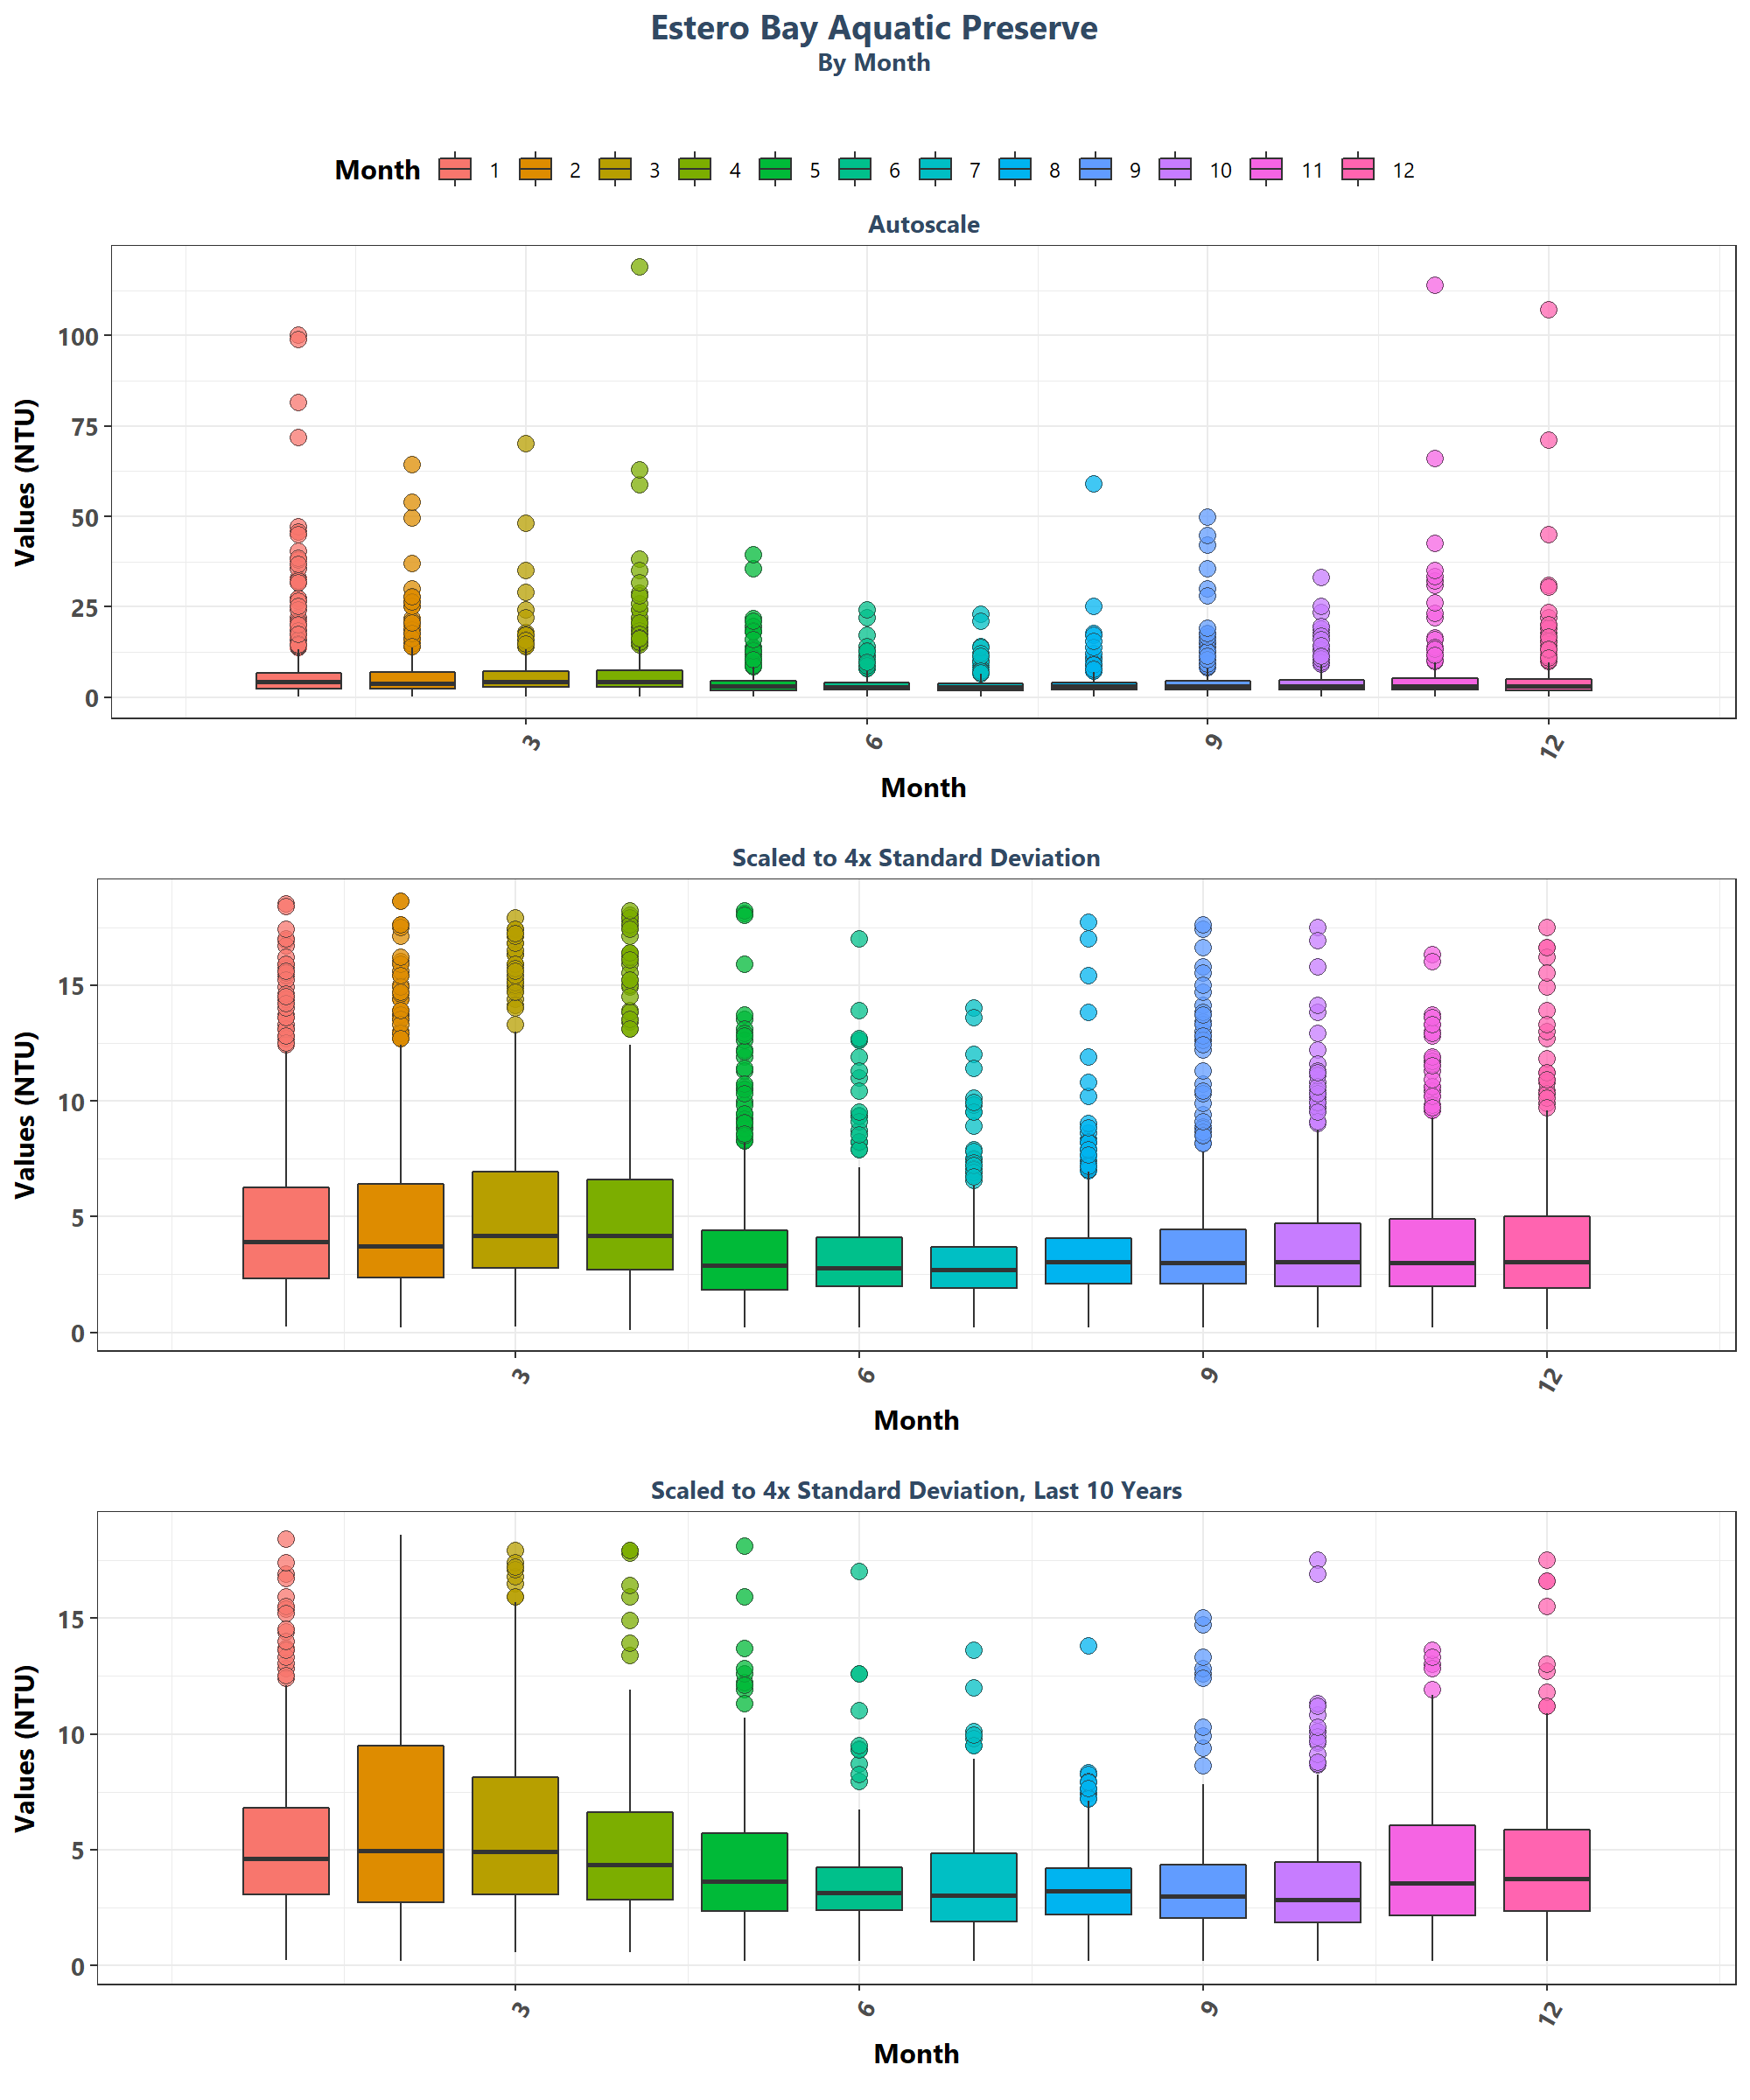 Estero Bay Aquatic Preserve
By Month
Month 1 2 3 4 5 6 7 8 9 10 11 12
Autoscale
Values (NTU)
100
75
50
25
0
3 6 9 12
Month
Scaled to 4x Standard Deviation
Values (NTU)
15
10
5
0
3 6 9 12
Month
Scaled to 4x Standard Deviation, Last 10 Years
Values (NTU)
15
10
5
0
3 6 9 12
Month